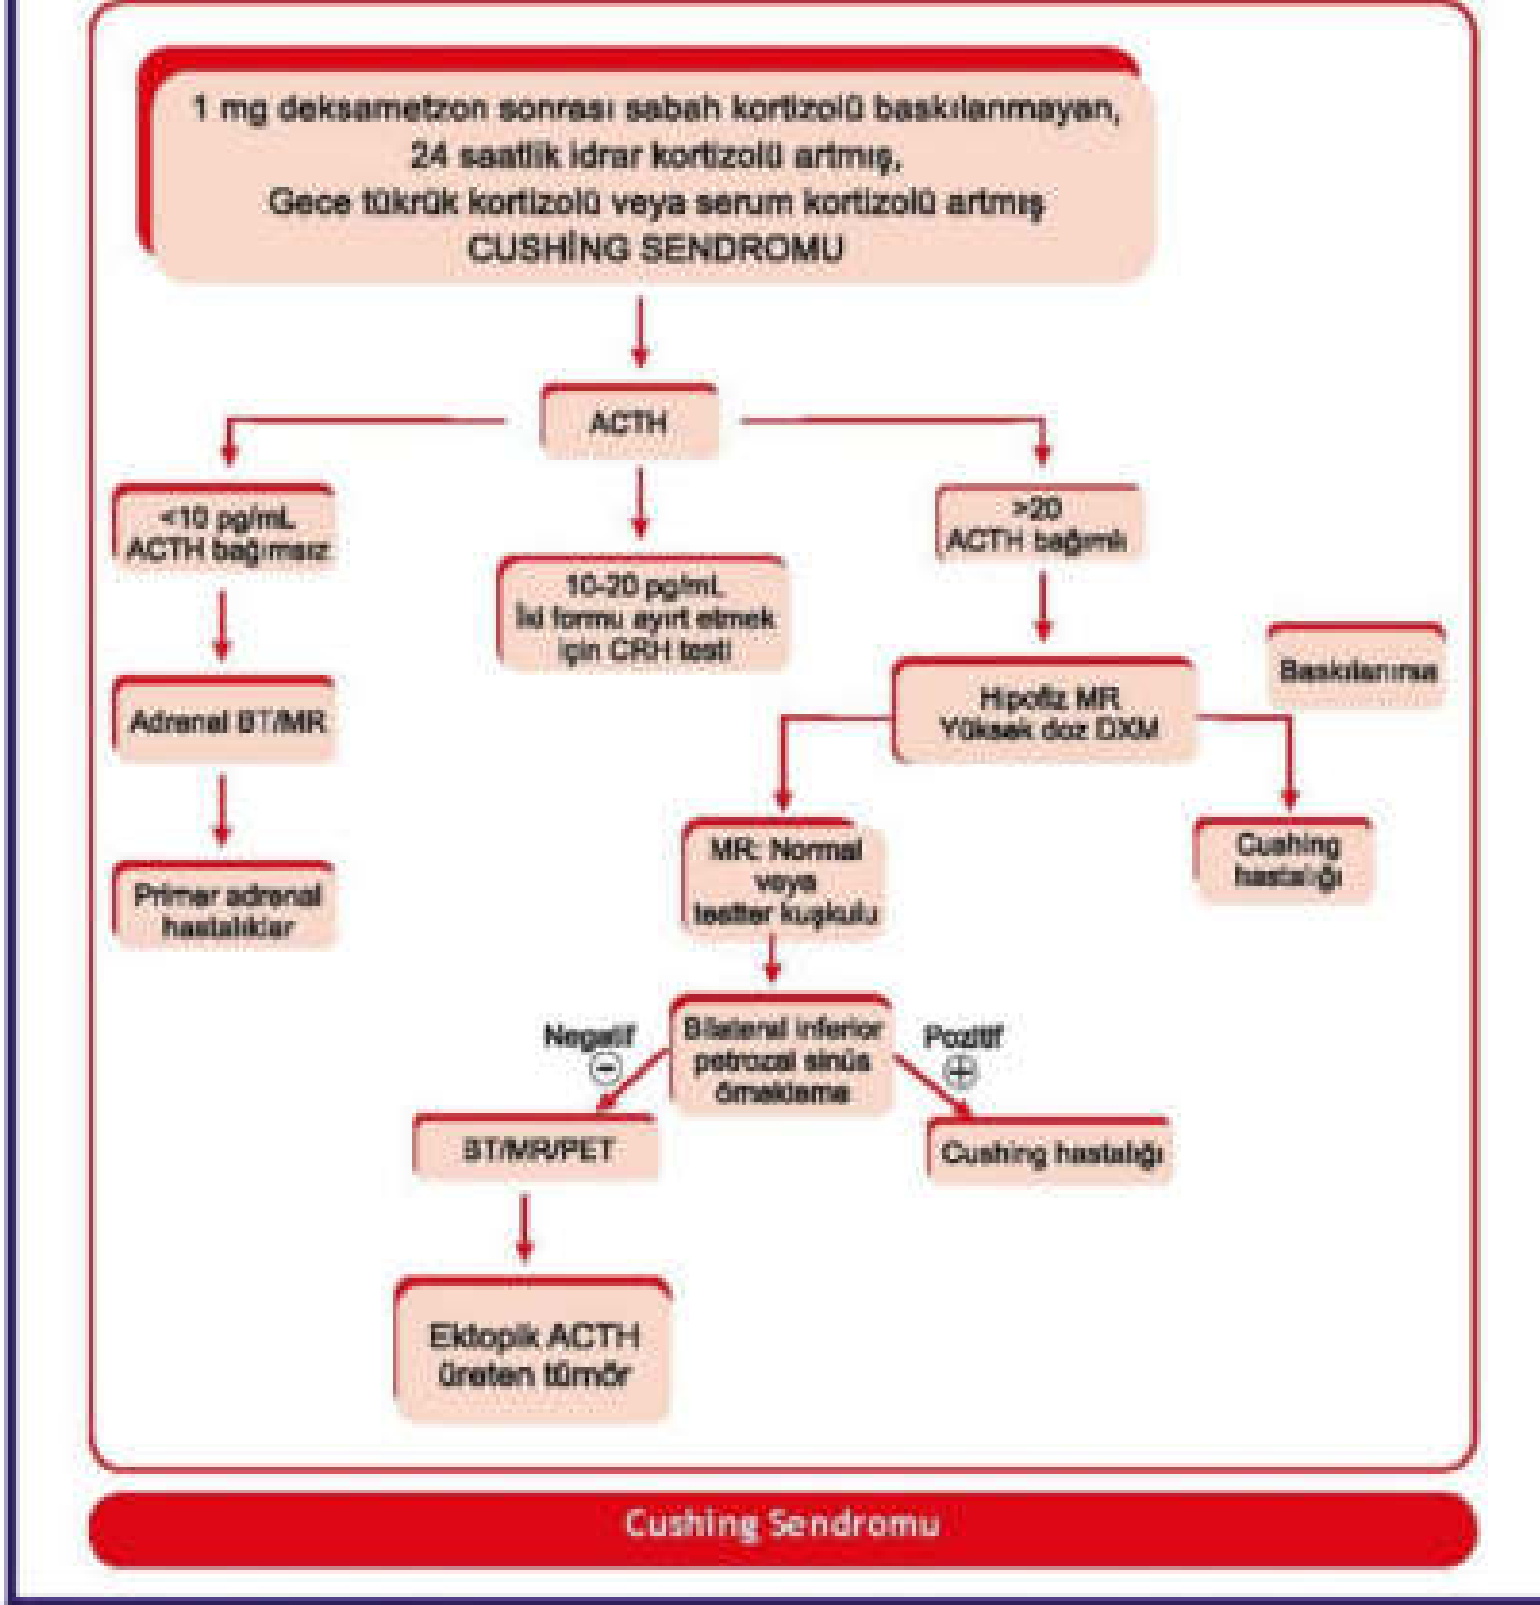 1 mg deksametzon sonrası sabah kortizolü baskılanmayan,
24 saatlik idrar kortizolü artmış,
Gece tükrük kortizolü veya serum kortizolü artmış
CUSHİNG SENDROMU
ACTH
<10 pg/mL
ACTH bağımsız
10-20 pg/mL
İki formu ayırt etmek
için CRH testi
>20
ACTH bağımlı
Adrenal BT/MR
Hipofiz MR
Yüksek doz DXM
Baskılanırsa
Primer adrenal
hastalıklar
MR: Normal
veya
testler kuşkulu
Cushing
hastalığı
Negatif
Bilateral inferior
petrozal sinüs
örnekleme
Pozitif
BT/MR/PET
Cushing hastalığı
Ektopik ACTH
üreten tümör
Cushing Sendromu